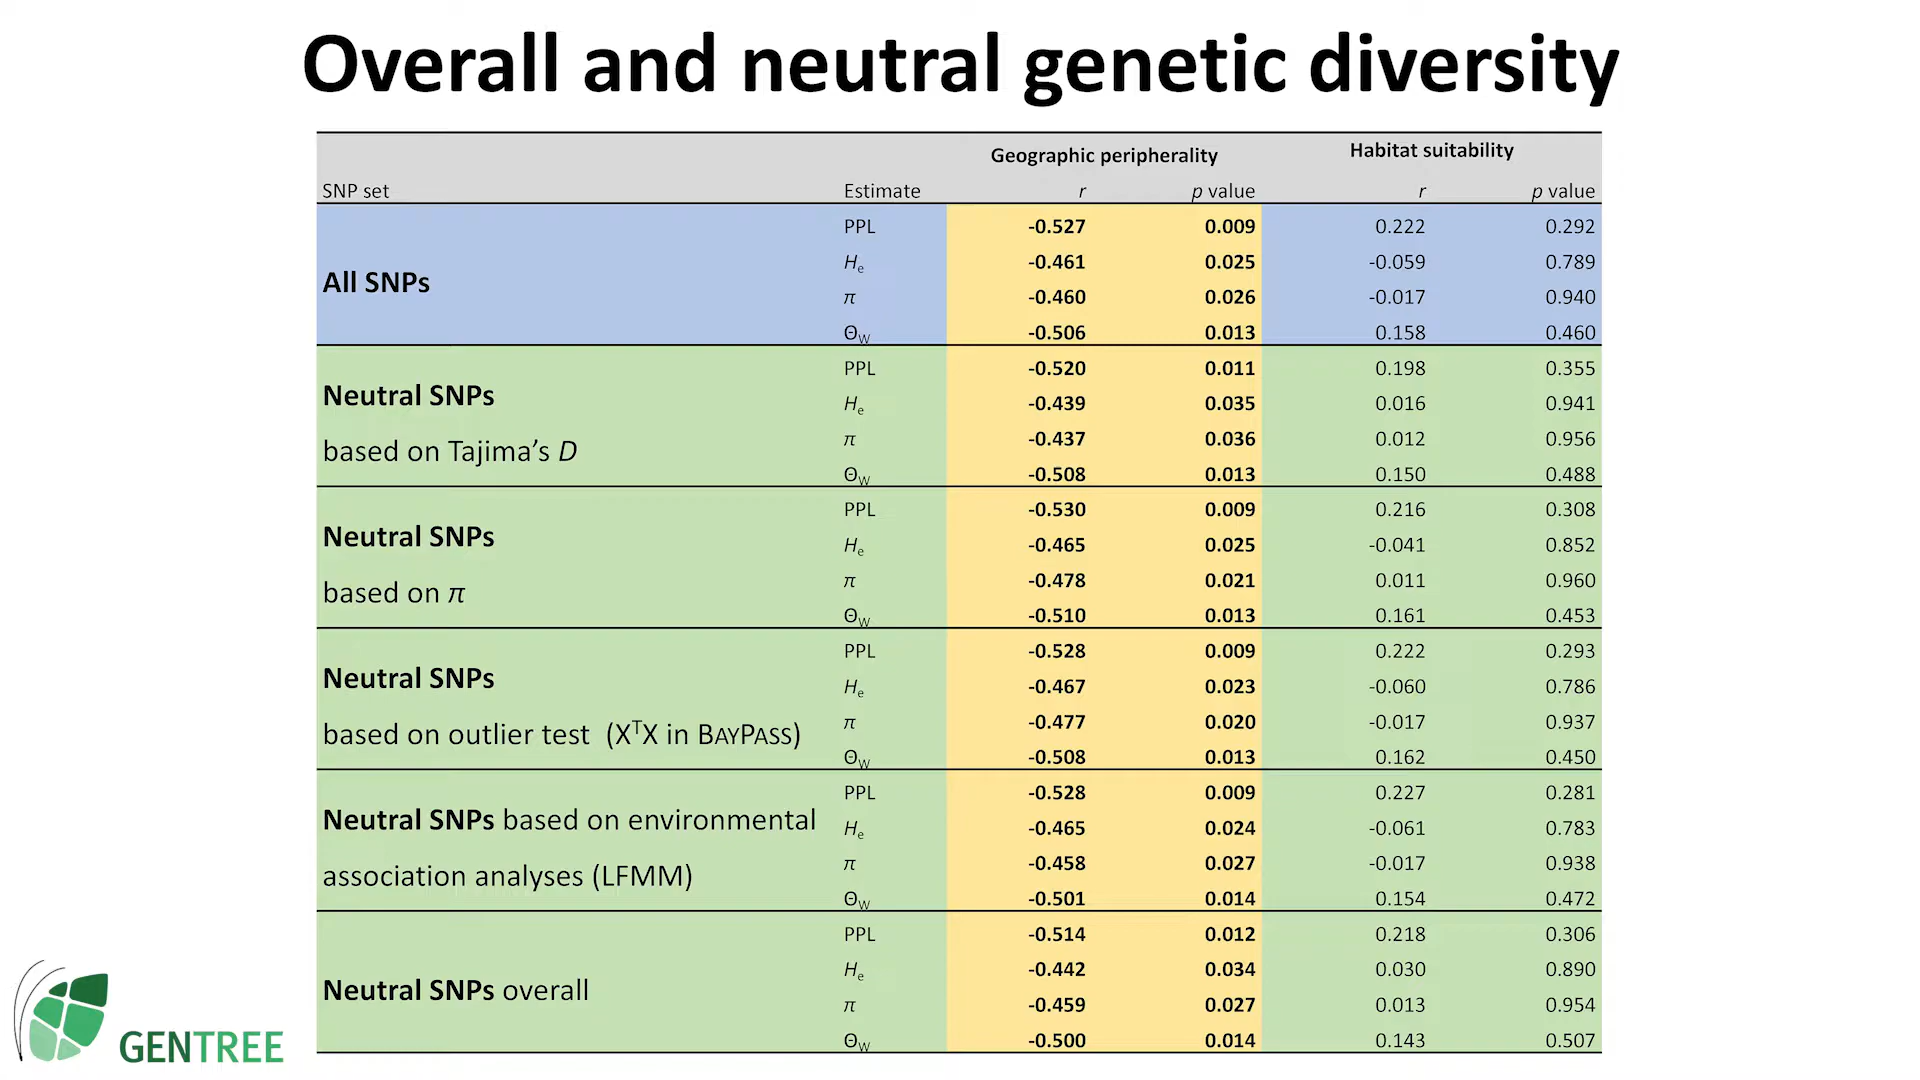 Overall and neutral genetic diversity
Geographic peripherality Habitat suitability
SNP set Estimate r p value r p value
All SNPs
PPL -0.527 0.009 0.222 0.292
He -0.461 0.025 -0.059 0.789
π -0.460 0.026 -0.017 0.940
ΘW -0.506 0.013 0.158 0.460
Neutral SNPs
based on Tajima’s D
PPL -0.520 0.011 0.198 0.355
He -0.439 0.035 0.016 0.941
π -0.437 0.036 0.012 0.956
ΘW -0.508 0.013 0.150 0.488
Neutral SNPs
based on π
PPL -0.530 0.009 0.216 0.308
He -0.465 0.025 -0.041 0.852
π -0.478 0.021 0.011 0.960
ΘW -0.510 0.013 0.161 0.453
Neutral SNPs
based on outlier test (XTX in BAYPASS)
PPL -0.528 0.009 0.222 0.293
He -0.467 0.023 -0.060 0.786
π -0.477 0.020 -0.017 0.937
ΘW -0.508 0.013 0.162 0.450
Neutral SNPs based on environmental
association analyses (LFMM)
PPL -0.528 0.009 0.227 0.281
He -0.465 0.024 -0.061 0.783
π -0.458 0.027 -0.017 0.938
ΘW -0.501 0.014 0.154 0.472
Neutral SNPs overall
PPL -0.514 0.012 0.218 0.306
He -0.442 0.034 0.030 0.890
π -0.459 0.027 0.013 0.954
ΘW -0.500 0.014 0.143 0.507
GENTREE